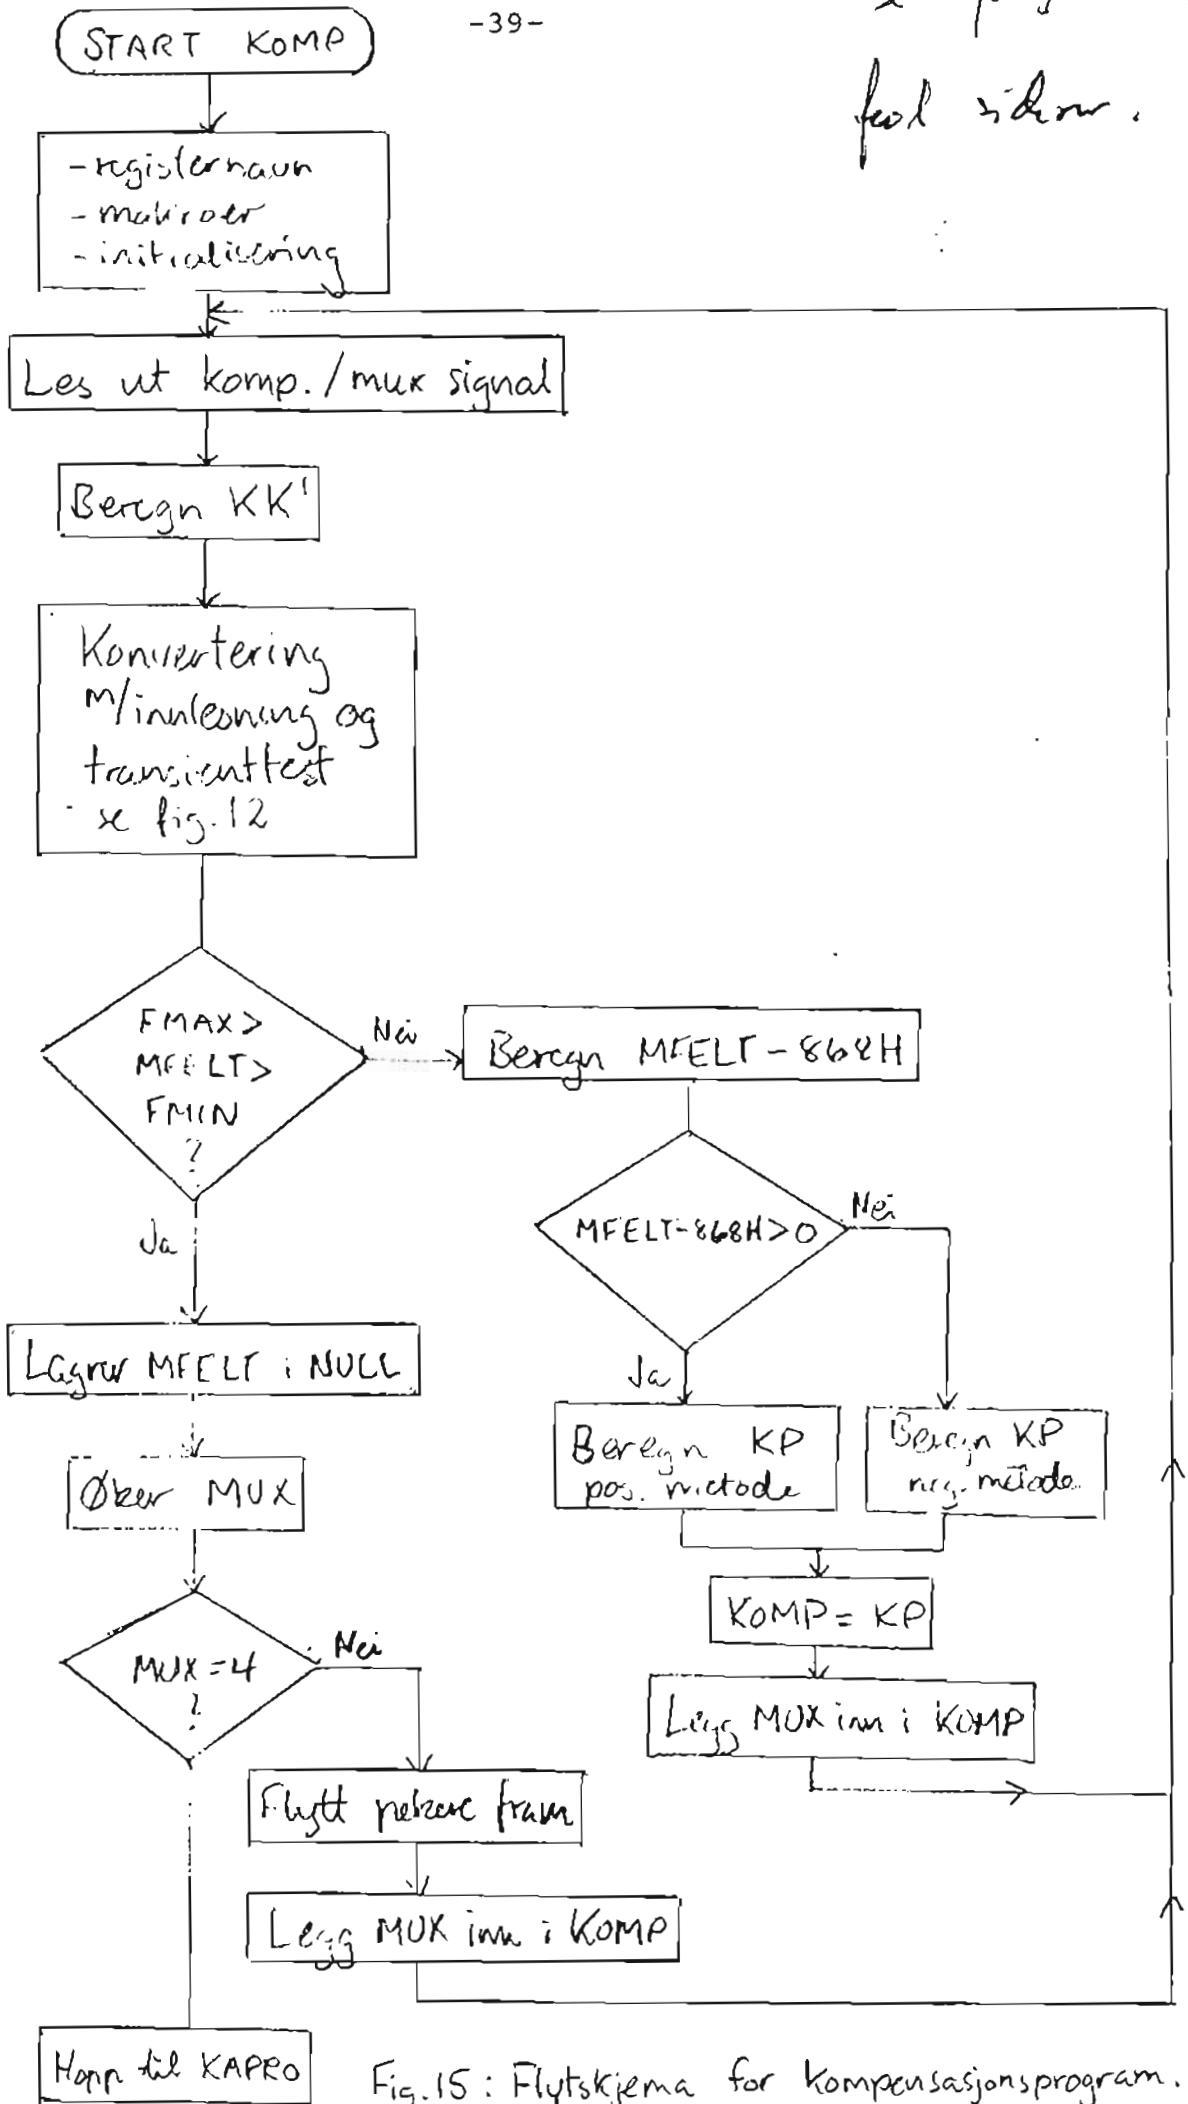 -39-
START KOMP
sidene.
- registernavn
- makroer
- initialisering
Les ut komp./mux signal
Beregn KK'
Konvertering
m/innlesning og
transienttest
se fig. 12
FMAX>
MFELT>
FMIN
?
Nei
Beregn MFELT-868H
MFELT-868H>0
Nei
Ja
Ja
Lagrer MFELT i NULL
Beregn KP
pos. metode
Beregn KP
neg. metode
Øker MUX
KOMP = KP
MUX=4
?
Nei
Legg MUX inn i KOMP
Flytt pekere fram
Legg MUX inn i KOMP
Hopp til KAPRO
Fig.15: Flytskjema for kompensasjonsprogram.